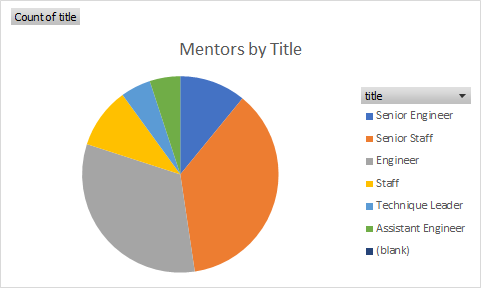 Count of title
Mentors by Title
title
Senior Engineer
Senior Staff
Engineer
Staff
Technique Leader
Assistant Engineer
(blank)